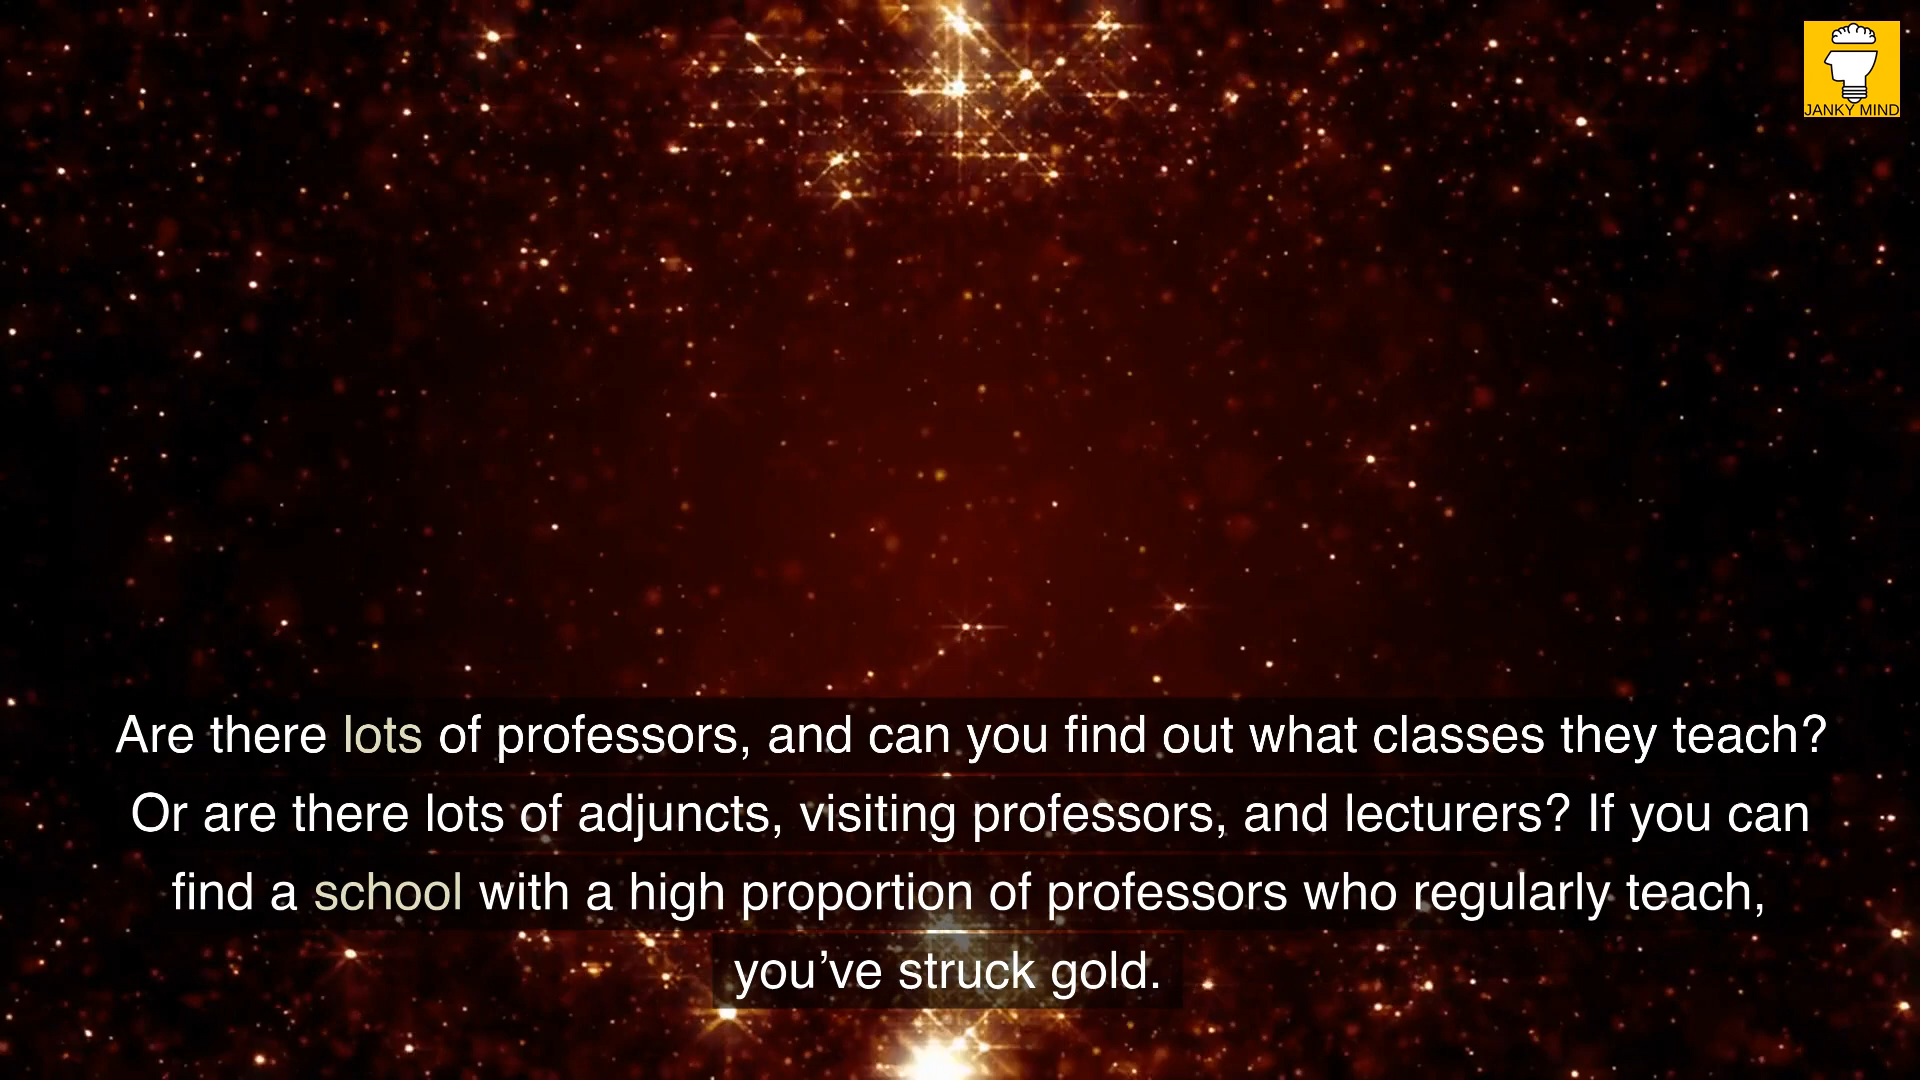 JANKY MIND
Are there lots of professors, and can you find out what classes they teach?
Or are there lots of adjuncts, visiting professors, and lecturers? If you can
find a school with a high proportion of professors who regularly teach,
you’ve struck gold.